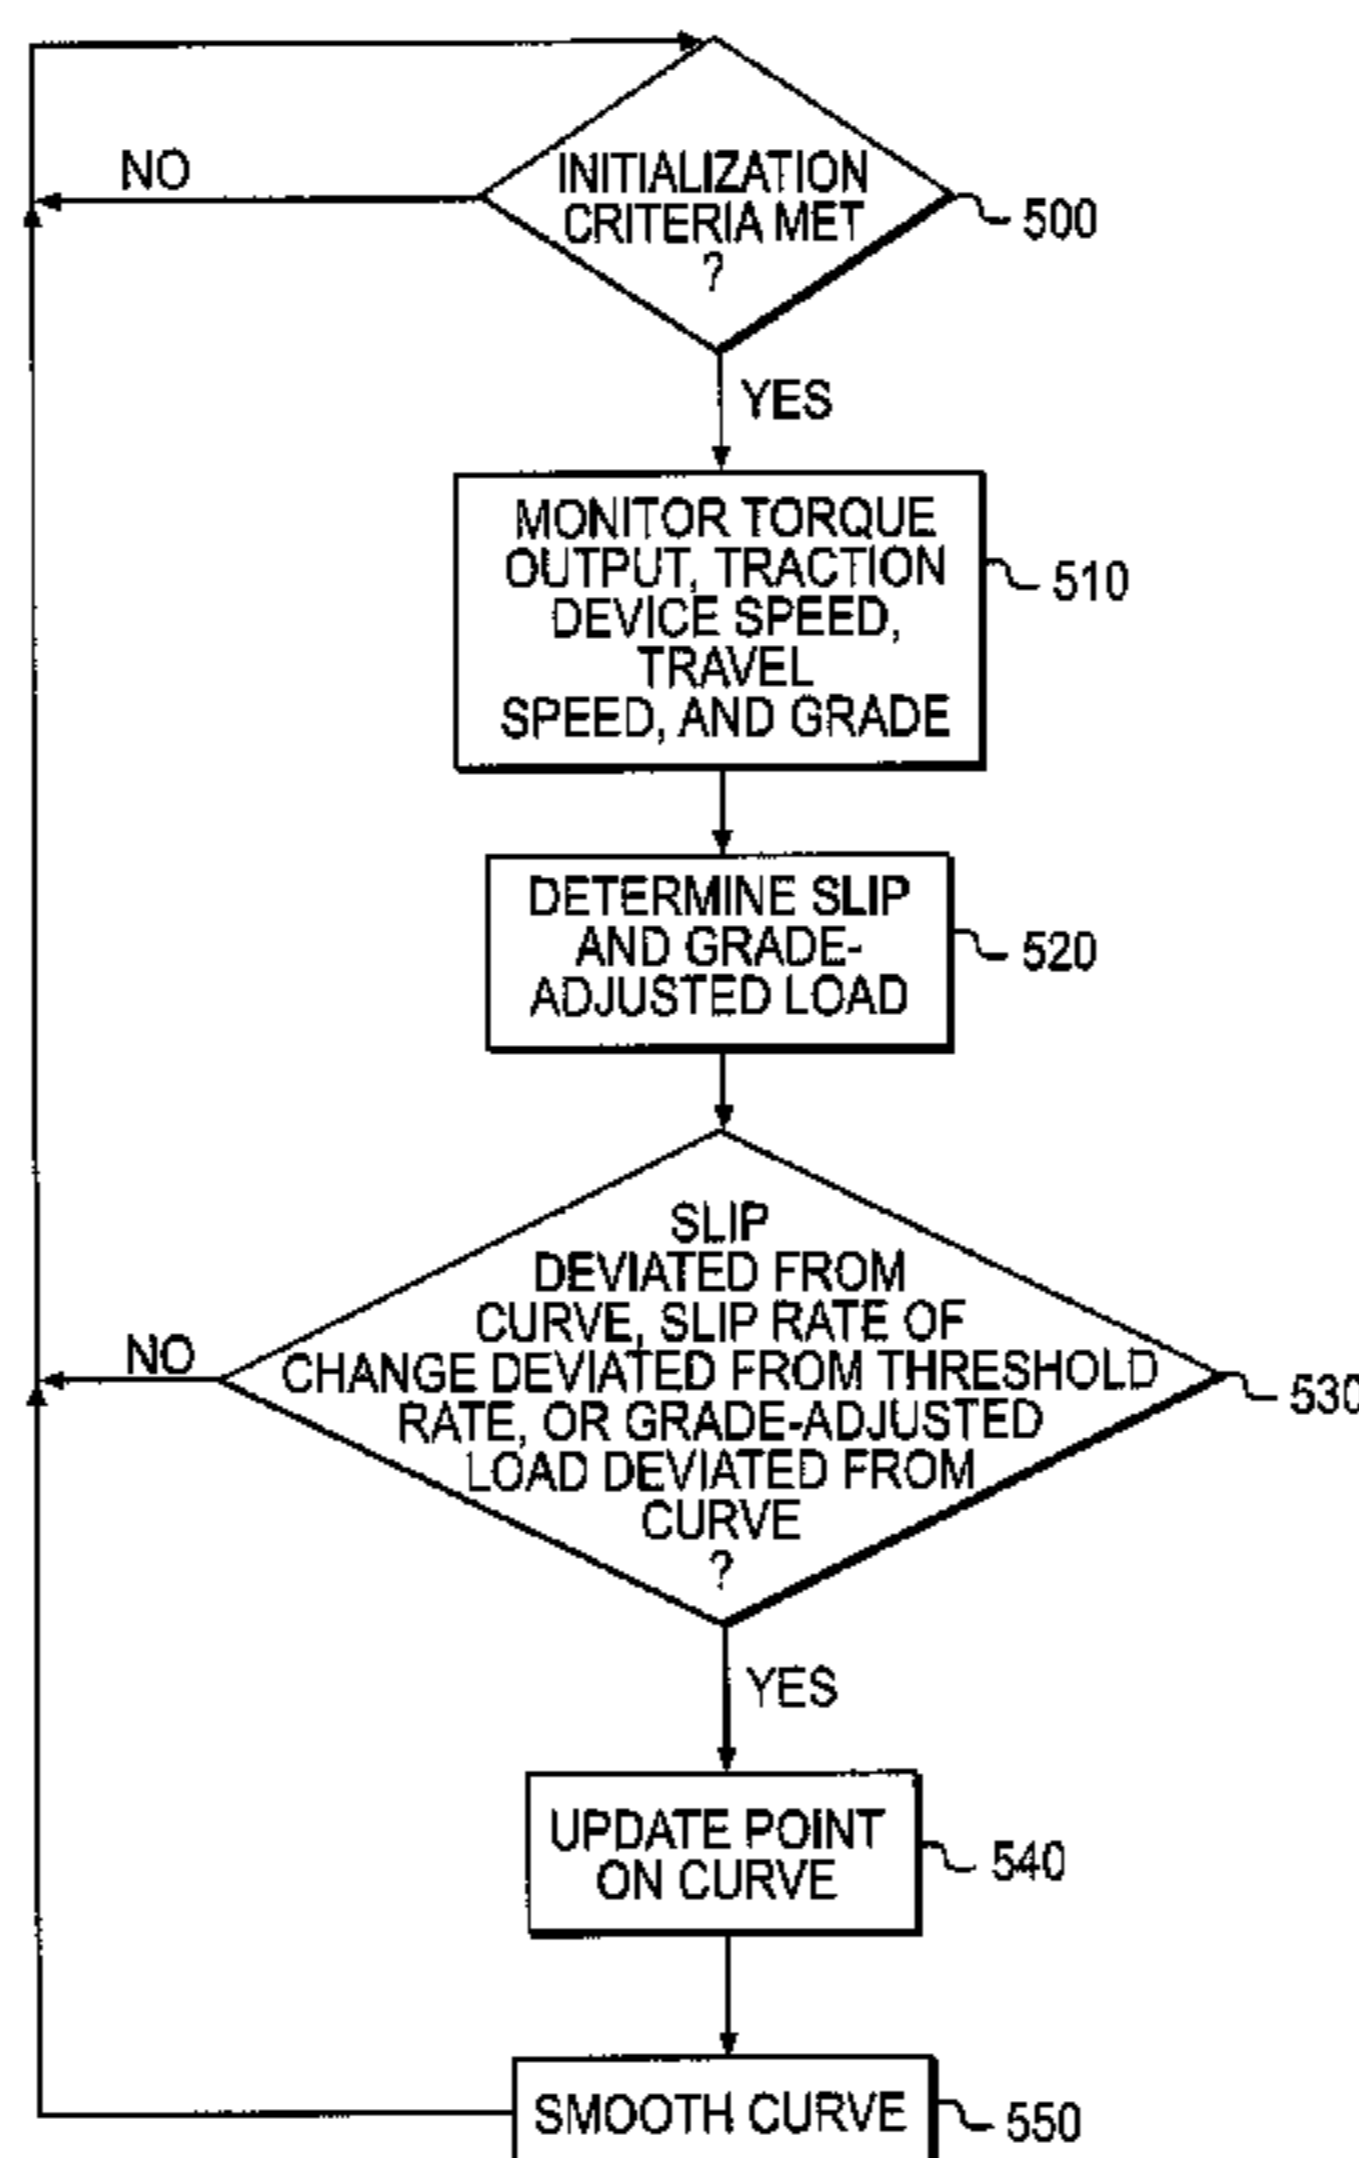 INITIALIZATION
CRITERIA MET
?
500
NO
YES
MONITOR TORQUE
OUTPUT, TRACTION
DEVICE SPEED,
TRAVEL
SPEED, AND GRADE
510
DETERMINE SLIP
AND GRADE-
ADJUSTED LOAD
520
SLIP
DEVIATED FROM
CURVE, SLIP RATE OF
CHANGE DEVIATED FROM THRESHOLD
RATE, OR GRADE-ADJUSTED
LOAD DEVIATED FROM
CURVE
?
530
NO
YES
UPDATE POINT
ON CURVE
540
SMOOTH CURVE
550